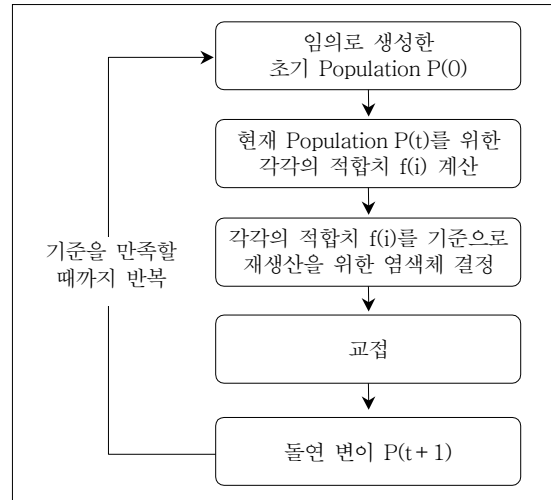 임의로 생성한
초기 Population P(0)
현재 Population P(t)를 위한
각각의 적합치 f(i) 계산
각각의 적합치 f(i)를 기준으로
재생산을 위한 염색체 결정
기준을 만족할
때까지 반복
교접
돌연 변이 P(t+1)